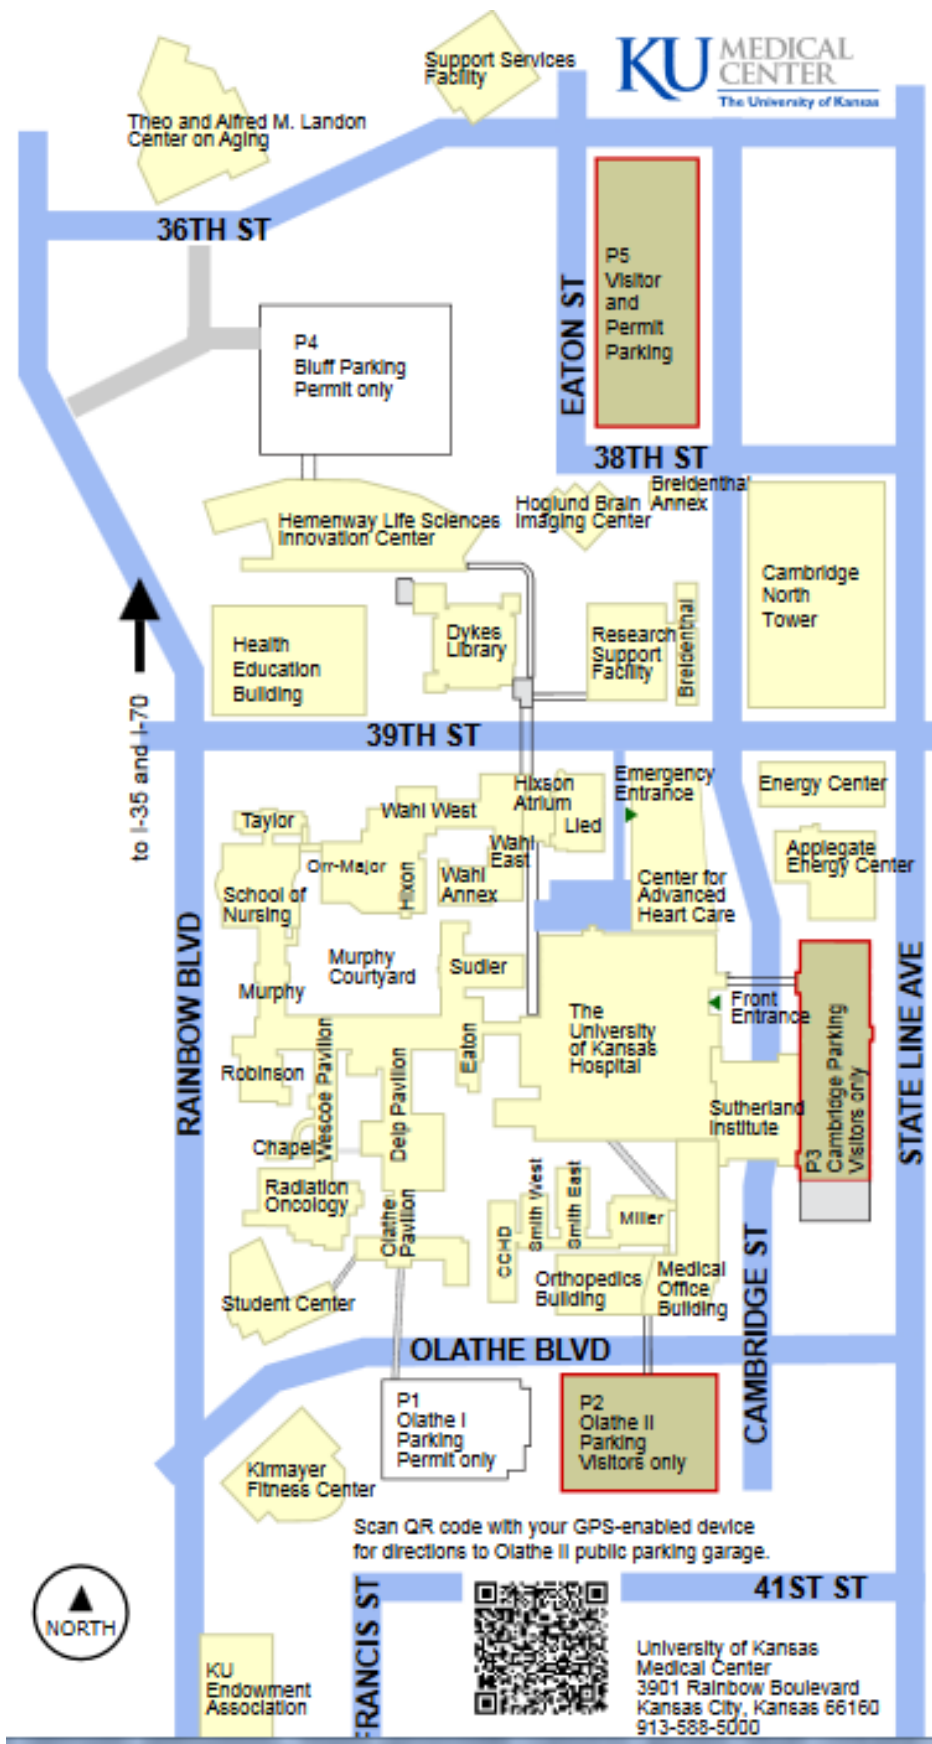 Support Services
Facility
KU MEDICAL
CENTER
The University of Kansas
Theo and Alfred M. Landon
Center on Aging
36TH ST
EATON ST
P5
Visitor
and
Permit
Parking
P4
Bluff Parking
Permit only
38TH ST
Breidenthal
Annex
Hoglund Brain
Imaging Center
Hemenway Life Sciences
Innovation Center
Cambridge
North
Tower
Health
Education
Building
Dykes
Library
Research
Support
Facility
Breidenthal
to I-35 and I-70
39TH ST
Emergency
Entrance
Energy Center
Hixson
Atrium
Wahl West
Lied
Taylor
Wahl
East
Applegate
Energy Center
Orr-Major
Hixon
Wahl
Annex
Center for
Advanced
Heart Care
School of
Nursing
RAINBOW BLVD
Murphy
Courtyard
Sudler
STATE LINE AVE
Murphy
Front
Entrance
The
University
of Kansas
Hospital
Eaton
Robinson
Wescoe Pavilion
Delp Pavilion
P3
Cambridge Parking
Visitors only
Sutherland
Institute
Chapel
Radiation
Oncology
Olathe
Pavilion
Smith West
Smith East
Miller
CCHD
Orthopedics
Building
Medical
Office
Building
Student Center
CAMBRIDGE ST
OLATHE BLVD
P1
Olathe I
Parking
Permit only
P2
Olathe II
Parking
Visitors only
Kirmayer
Fitness Center
Scan QR code with your GPS-enabled device
for directions to Olathe II public parking garage.
41ST ST
FRANCIS ST
NORTH
KU
Endowment
Association
University of Kansas
Medical Center
3901 Rainbow Boulevard
Kansas City, Kansas 66160
913-588-5000